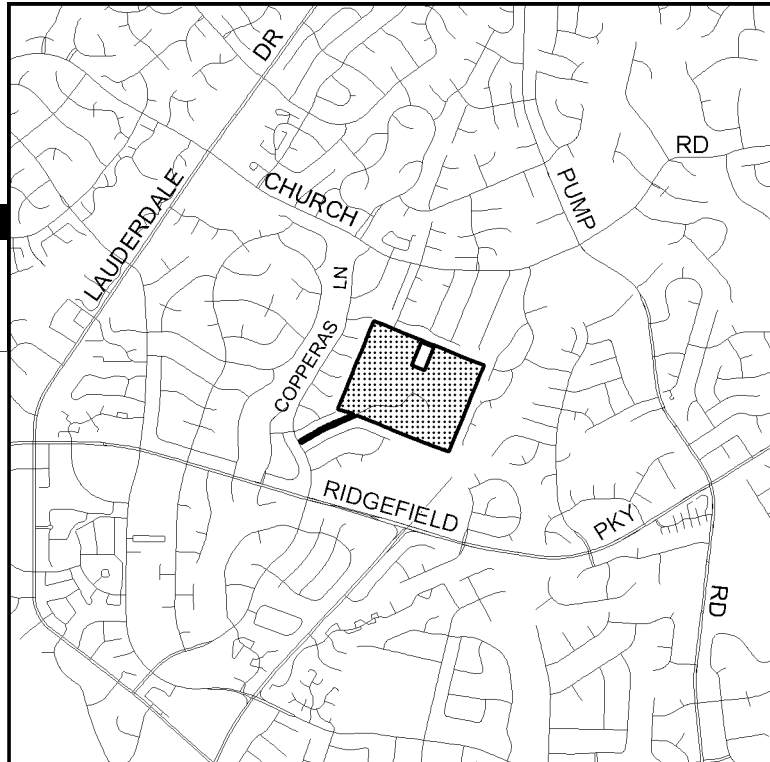 DR
RD
LAUDERDALE
CHURCH
PUMP
LN
COPPERAS
RIDGEFIELD
PKY
RD